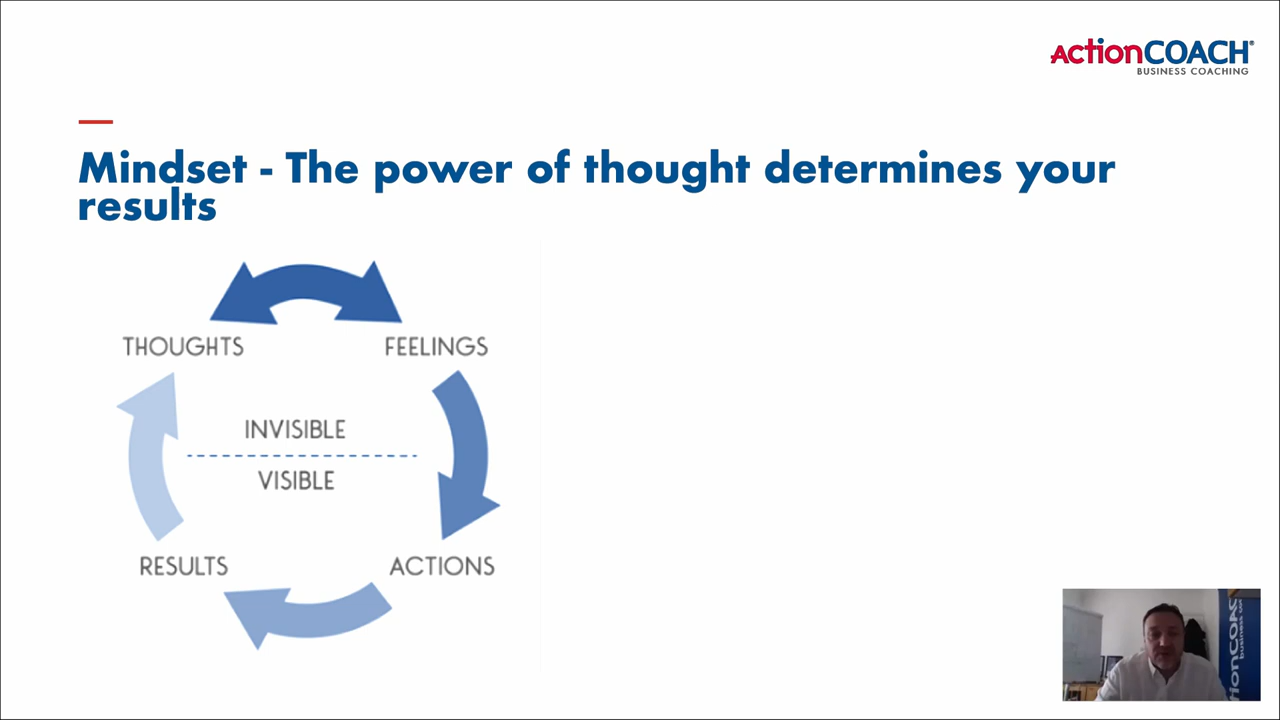 ActionCOACH®
BUSINESS COACHING
Mindset - The power of thought determines your
results
THOUGHTS
FEELINGS
INVISIBLE
VISIBLE
RESULTS
ACTIONS